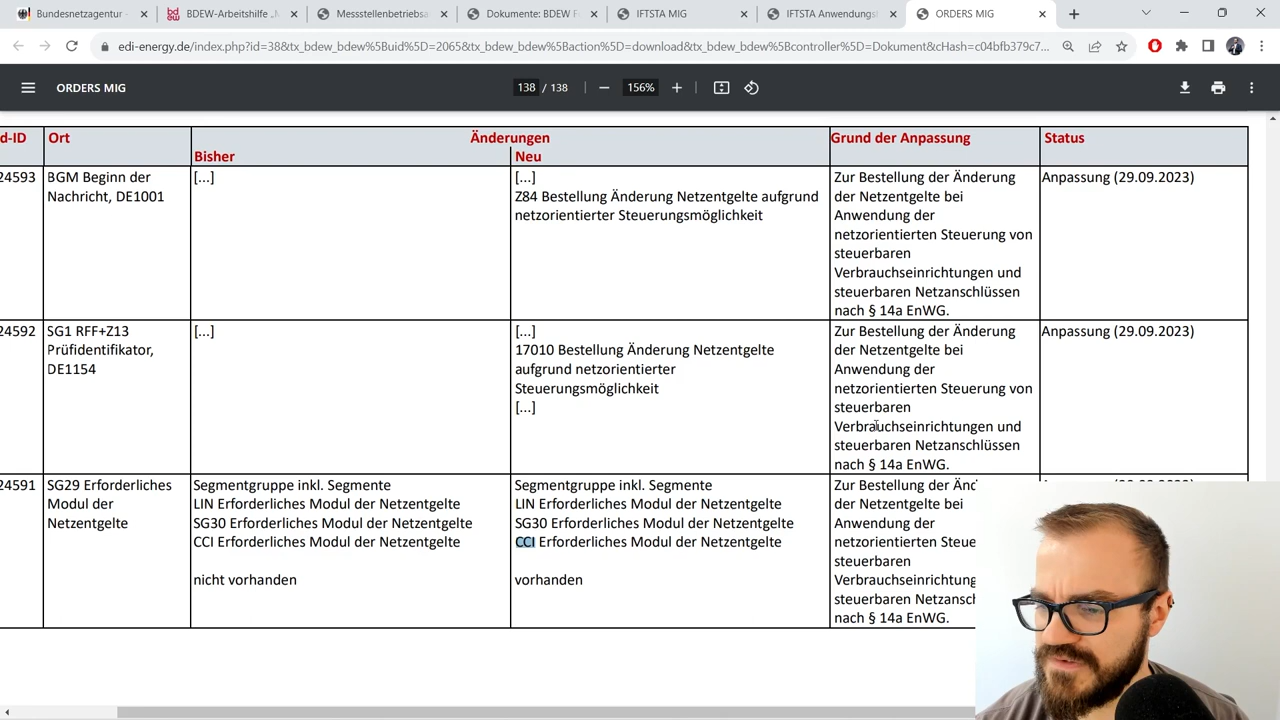 Bundesnetzagentur -
BDEW-Arbeitshilfe „N
Messstellenbetriebsa
Dokumente: BDEW F
IFTSTA MIG
IFTSTA Anwendungst
ORDERS MIG
edi-energy.de/index.php?id=38&tx_bdew_bdew%5Buid%5D=2009&tx_bdew_bdew%5Baction%5D=download&tx_bdew_bdew%5Bcontroller%5D=Document&cHash=c04bfb379c7...
ORDERS MIG
138 / 138
156%
d-ID
Ort
Änderungen
Bisher
Neu
Grund der Anpassung
Status
24593
BGM Beginn der
Nachricht, DE1001
[...]
[...]
Z84 Bestellung Änderung Netzentgelte aufgrund
netzorientierter Steuerungsmöglichkeit
Zur Bestellung der Änderung
der Netzentgelte bei
Anwendung der
netzorientierten Steuerung von
steuerbaren
Verbrauchseinrichtungen und
steuerbaren Netzanschlüssen
nach § 14a EnWG.
Anpassung (29.09.2023)
24592
SG1 RFF+Z13
Prüfidentifikator,
DE1154
[...]
[...]
17010 Bestellung Änderung Netzentgelte
aufgrund netzorientierter
Steuerungsmöglichkeit
[...]
Zur Bestellung der Änderung
der Netzentgelte bei
Anwendung der
netzorientierten Steuerung von
steuerbaren
Verbrauchseinrichtungen und
steuerbaren Netzanschlüssen
nach § 14a EnWG.
Anpassung (29.09.2023)
24591
SG29 Erforderliches
Modul der
Netzentgelte
Segmentgruppe inkl. Segmente
LIN Erforderliches Modul der Netzentgelte
SG30 Erforderliches Modul der Netzentgelte
CCI Erforderliches Modul der Netzentgelte
nicht vorhanden
Segmentgruppe inkl. Segmente
LIN Erforderliches Modul der Netzentgelte
SG30 Erforderliches Modul der Netzentgelte
CCI Erforderliches Modul der Netzentgelte
vorhanden
Zur Bestellung der Änd
der Netzentgelte bei
Anwendung der
netzorientierten Steue
steuerbaren
Verbrauchseinrichtung
steuerbaren Netzansch
nach § 14a EnWG.